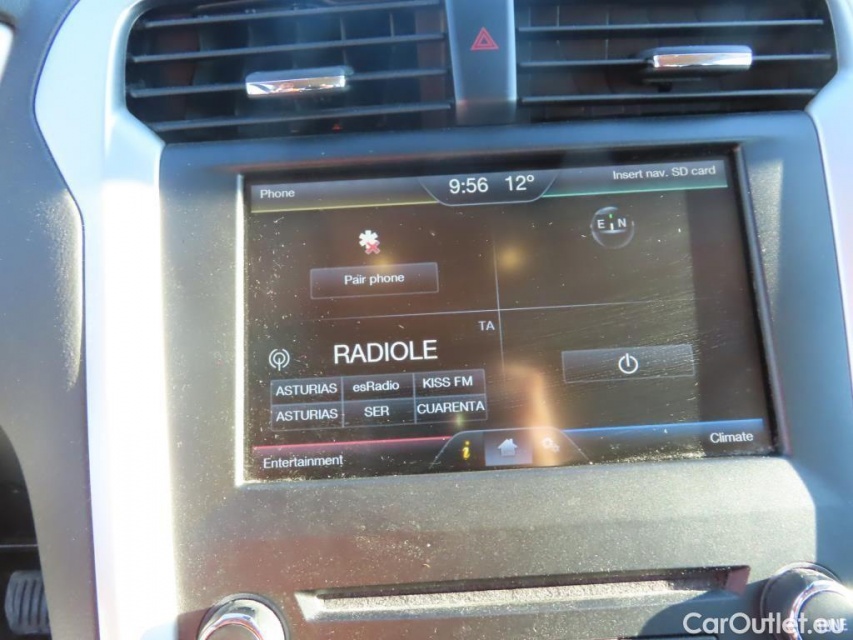 Phone
9:56 12°
Insert nav. SD card
E N
Pair phone
TA
RADIOLE
ASTURIAS esRadio KISS FM
ASTURIAS SER CUARENTA
i
Entertainment
Climate
CarOutlet.eu